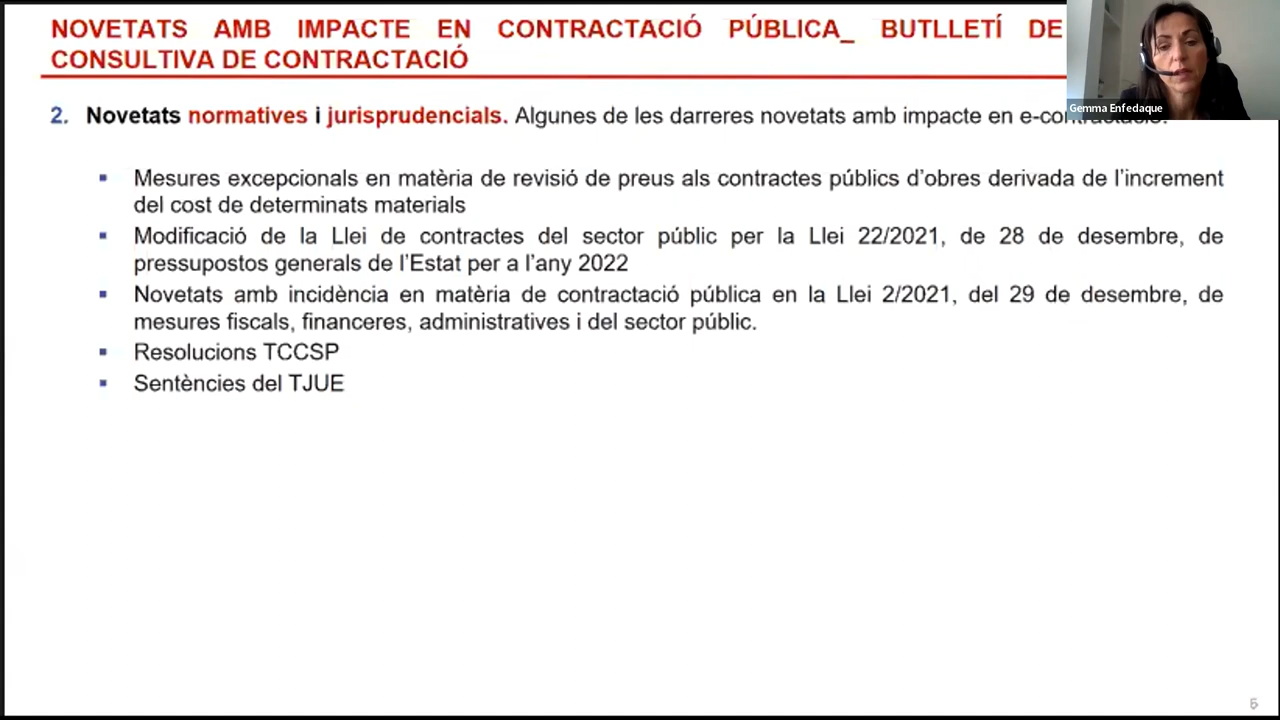 NOVETATS AMB IMPACTE EN CONTRACTACIÓ PÚBLICA_ BUTLLETÍ DE
CONSULTIVA DE CONTRACTACIÓ
Gemma Enfedaque
2. Novetats normatives i jurisprudencials. Algunes de les darreres novetats amb impacte en e-contractació.
▪ Mesures excepcionals en matèria de revisió de preus als contractes públics d'obres derivada de l'increment
del cost de determinats materials
▪ Modificació de la Llei de contractes del sector públic per la Llei 22/2021, de 28 de desembre, de
pressupostos generals de l'Estat per a l'any 2022
▪ Novetats amb incidència en matèria de contractació pública en la Llei 2/2021, del 29 de desembre, de
mesures fiscals, financeres, administratives i del sector públic.
▪ Resolucions TCCSP
▪ Sentències del TJUE
5